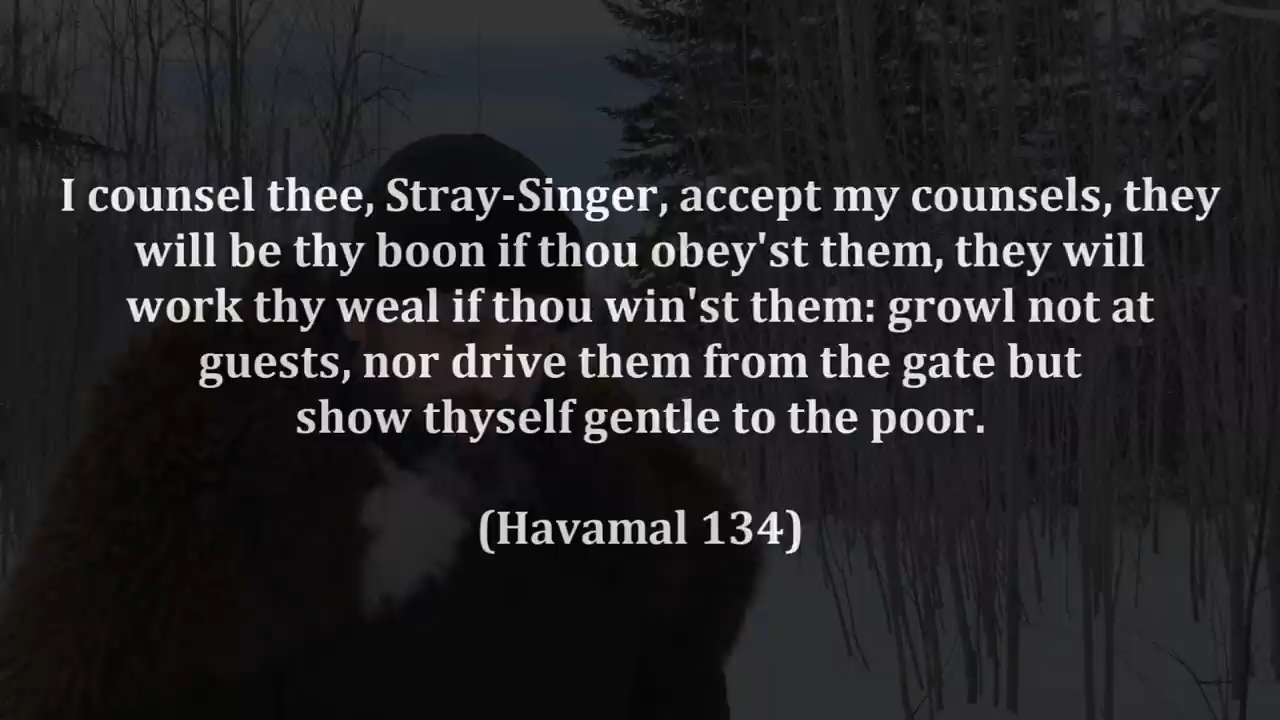 I counsel thee, Stray-Singer, accept my counsels, they
will be thy boon if thou obey'st them, they will
work thy weal if thou win'st them: growl not at
guests, nor drive them from the gate but
show thyself gentle to the poor.
(Havamal 134)